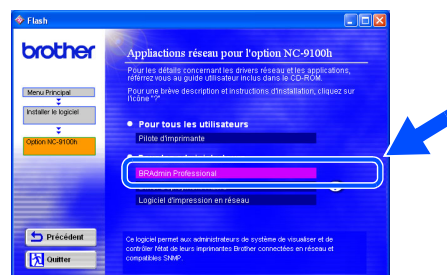 Flash
brother
Appliactions réseau pour l'option NC-9100h
Pour les détails concernant les drivers réseau et les applications,
référrez vous au guide utilisateur inclus dans le CD-ROM.
Pour une brève description et instructions d'installation, cliquez sur
l'icône "?"
Menu Principal
Installer le logiciel
Option NC-9100h
Pour tous les utilisateurs
Pilote d'imprimante
BRAdmin Professional
Logiciel d'impression en réseau
Précédent
Quitter
Ce logiciel permet aux administrateurs de système de visualiser et de
contrôler l'état de leurs imprimantes Brother connectées en réseau et
compatibles SNMP.